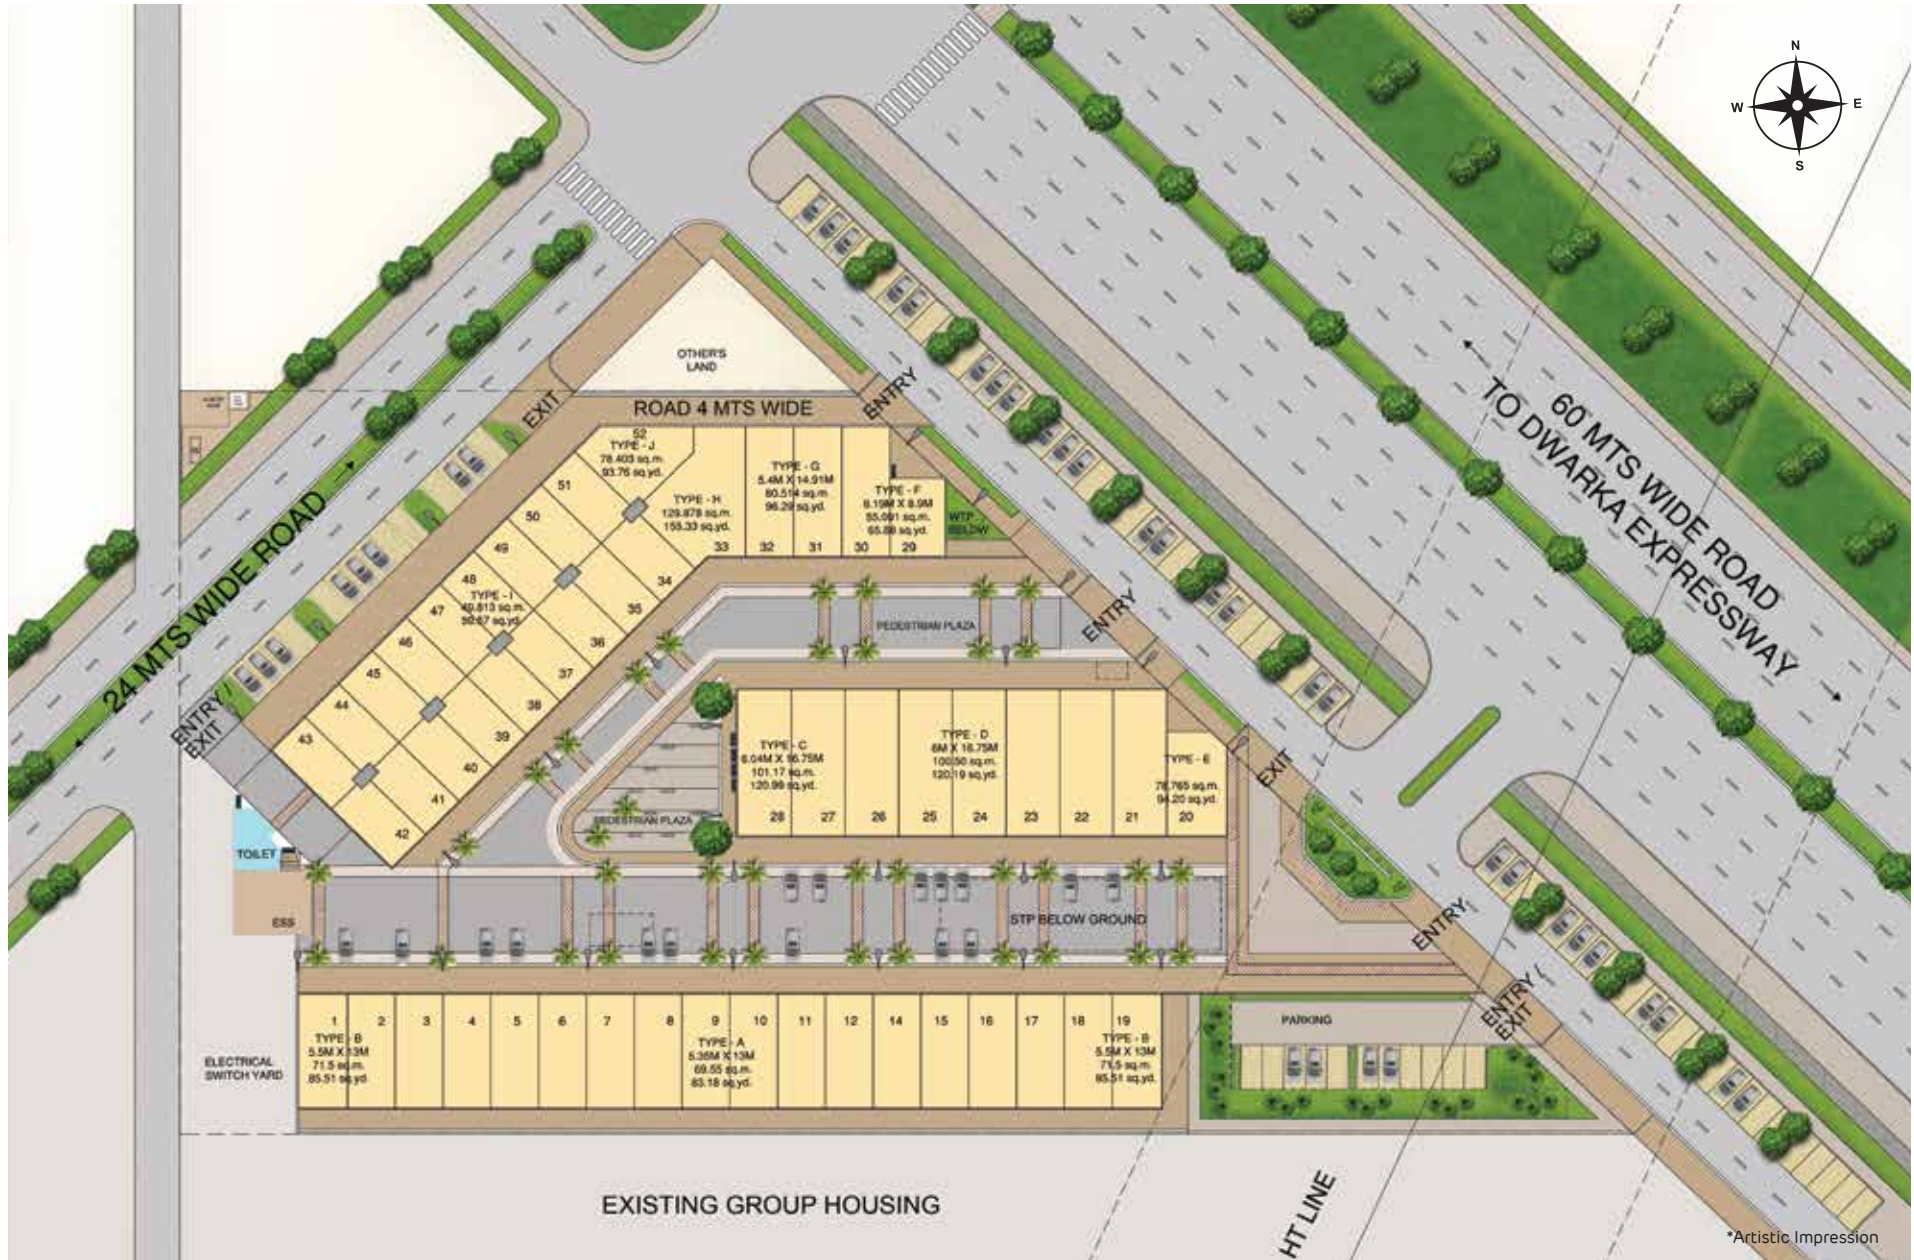 N
W
E
S
OTHER'S
LAND
EXIT
ROAD 4 MTS WIDE
ENTRY
52
TYPE - J
78.403 sq.m.
93.76 sq.yd.
51
50
49
48
47
46
45
44
43
TYPE - H
129.878 sq.m.
155.33 sq.yd.
33
TYPE - G
5.4M X 14.91M
80.514 sq.m
96.29 sq.yd.
32
31
TYPE - F
6.19M X 8.9M
55.091 sq.m.
65.88 sq.yd.
30
29
WTP
BELOW
TYPE - I
49.813 sq.m.
34
35
36
37
38
39
40
41
42
24 MTS WIDE ROAD
ENTRY /
EXIT
60 MTS WIDE ROAD
TO DWARKA EXPRESSWAY
PEDESTRIAN PLAZA
ENTRY
TYPE - C
6.04M X 16.75M
101.17 sq.m.
120.99 sq.yd.
TYPE - D
6M X 16.75M
100.50 sq.m.
120.19 sq.yd.
TYPE - E
78.765 sq.m.
94.20 sq.yd.
28
27
26
25
24
23
22
21
20
EXIT
PEDESTRIAN PLAZA
TOILET
ESS
STP BELOW GROUND
ENTRY
ENTRY /
EXIT
1
2
3
4
5
6
7
8
9
10
11
12
14
15
16
17
18
19
TYPE - B
5.5M X 13M
71.5 sq.m.
85.51 sq.yd.
TYPE - A
5.35M X 13M
69.55 sq.m.
83.18 sq.yd.
TYPE - B
5.5M X 13M
71.5 sq.m.
85.51 sq.yd.
PARKING
ELECTRICAL
SWITCH YARD
EXISTING GROUP HOUSING
HT LINE
*Artistic Impression